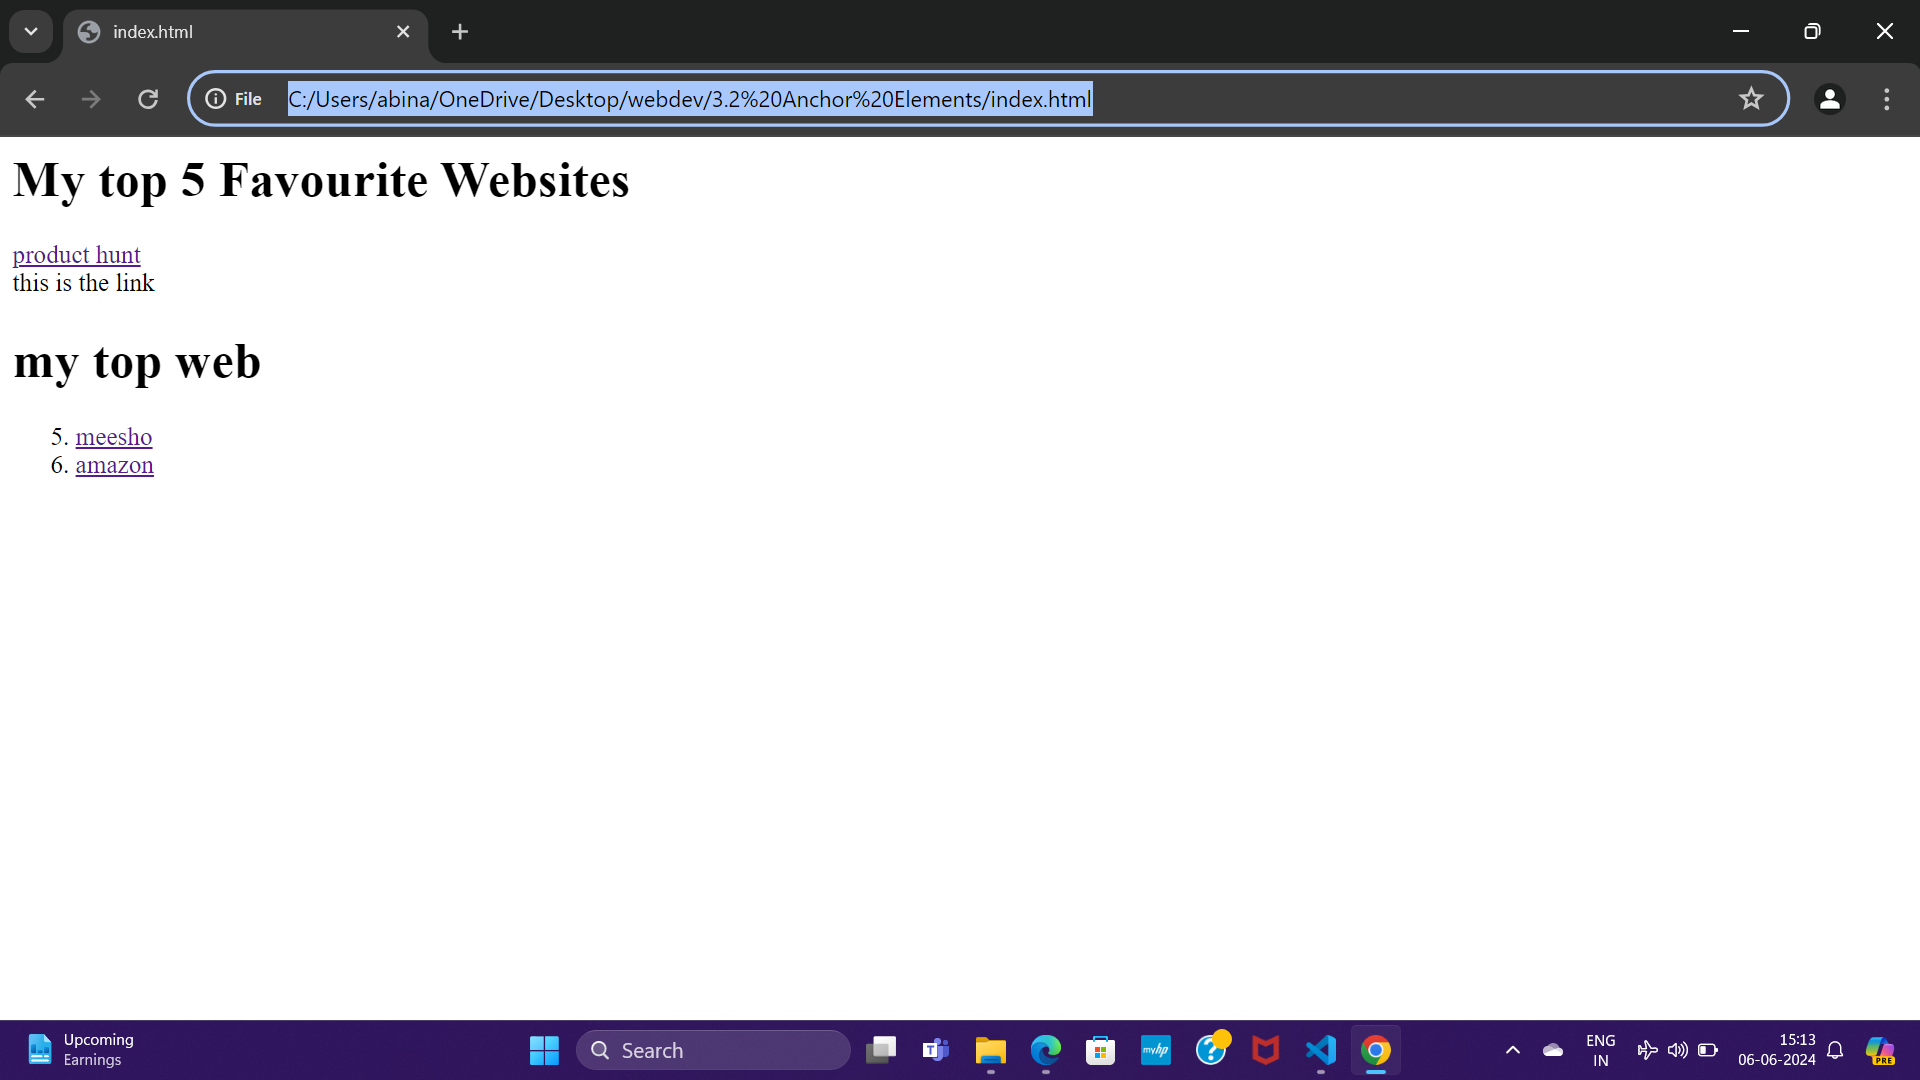 index.html
File C:/Users/abina/OneDrive/Desktop/webdev/3.2%20Anchor%20Elements/index.html
My top 5 Favourite Websites
product hunt
this is the link
my top web
5. meesho
6. amazon
Upcoming
Earnings
Search
T
myhp
?
PRE
ENG
IN
15:13
06-06-2024